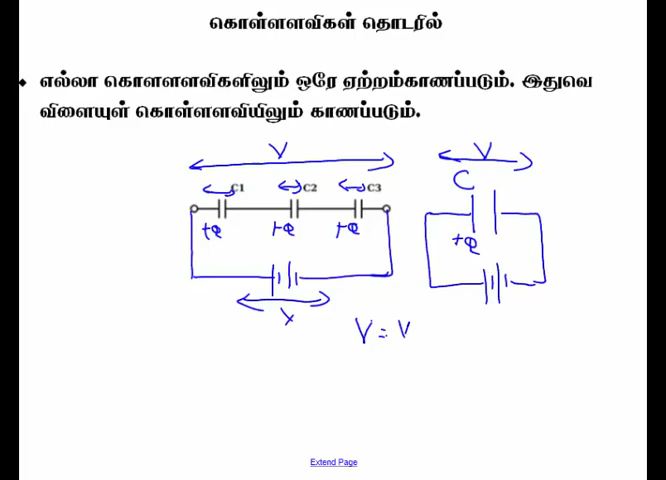 கொள்ளளவிகள் தொடரில்
எல்லா கொளளளவிகளிலும் ஒரே ஏற்றம்காணப்படும். இதுவெ
விளையுள் கொள்ளளவியிலும் காணப்படும்.
V V
C1 C2 C3 C
+Q +Q +Q +Q
V
V = V
Extend Page